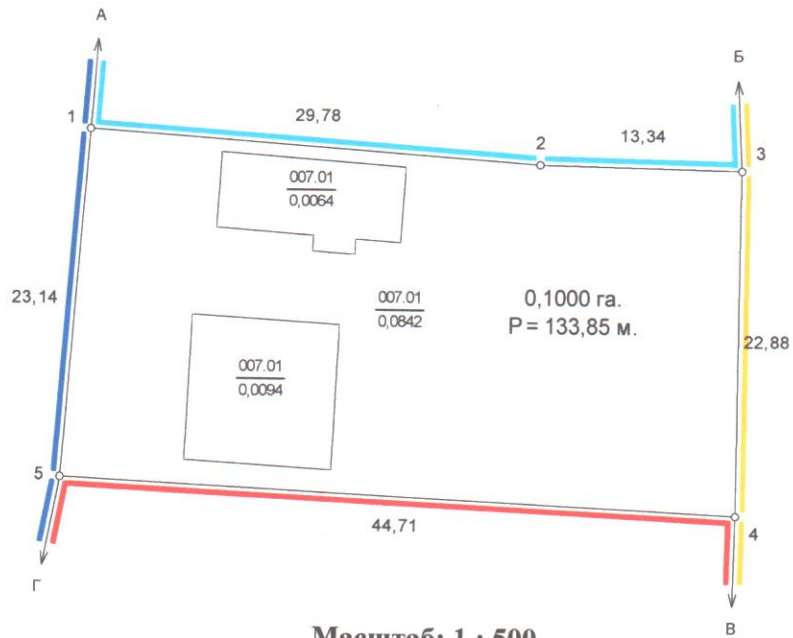 А
Б
29,78
1
2
13,34
3
007.01
0,0064
23,14
007.01
0,0842
0,1000 га.
Р = 133,85 м.
22,88
007.01
0,0094
5
44,71
4
Г
В
Масштаб: 1 : 500